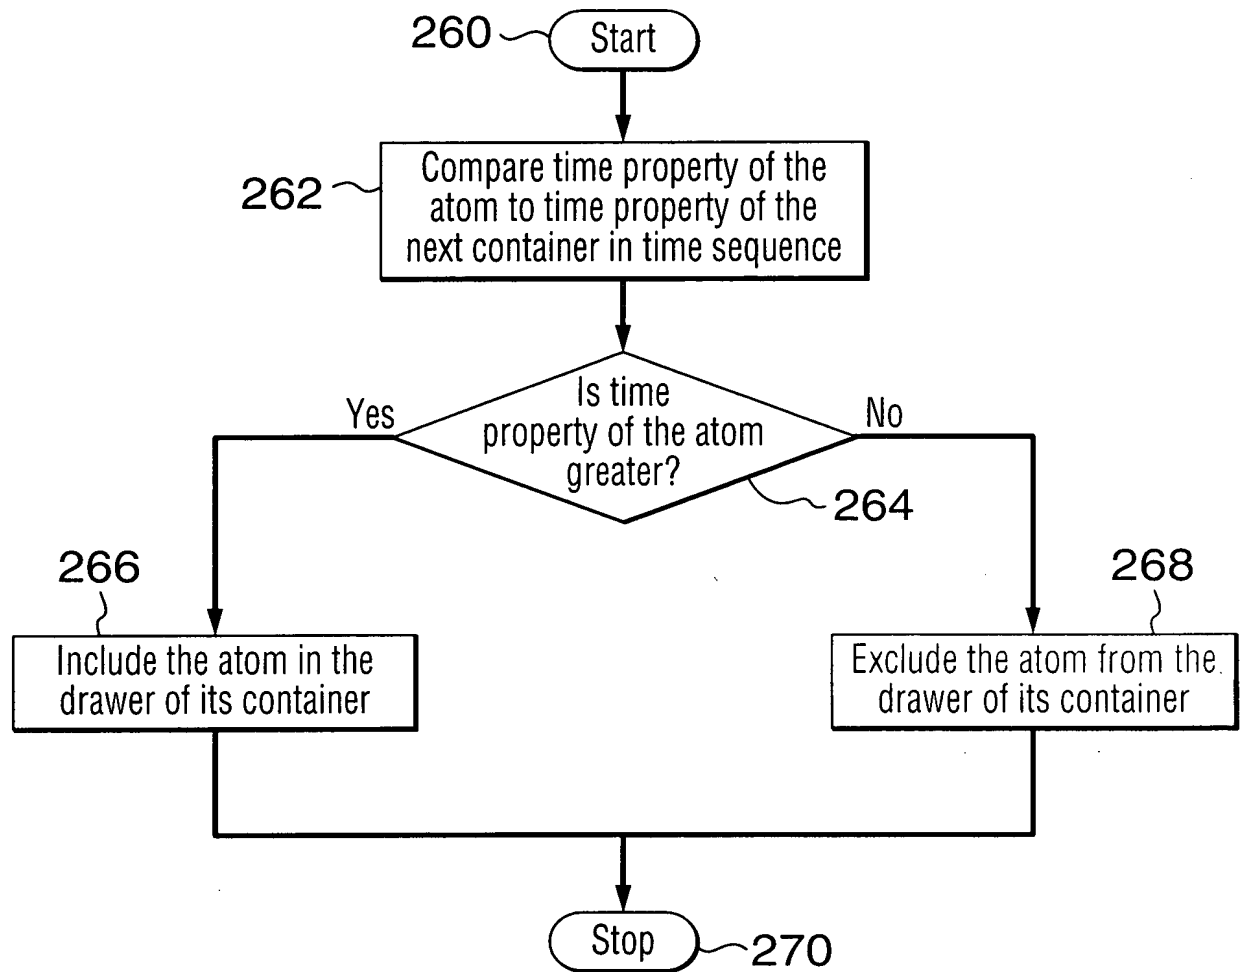 260
Start
262
Compare time property of the
atom to time property of the
next container in time sequence
Yes
Is time
property of the atom
greater?
No
264
266
Include the atom in the
drawer of its container
268
Exclude the atom from the
drawer of its container
Stop
270